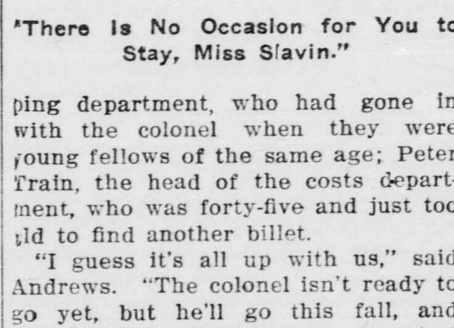 "There Is No Occasion for You to
Stay, Miss Slavin."
ping department, who had gone in
with the colonel when they were
young fellows of the same age; Peter
Train, the head of the costs depart-
ment, who was forty-five and just too
old to find another billet.
"I guess it's all up with us," said
Andrews. "The colonel isn't ready to
go yet, but he'll go this fall, and